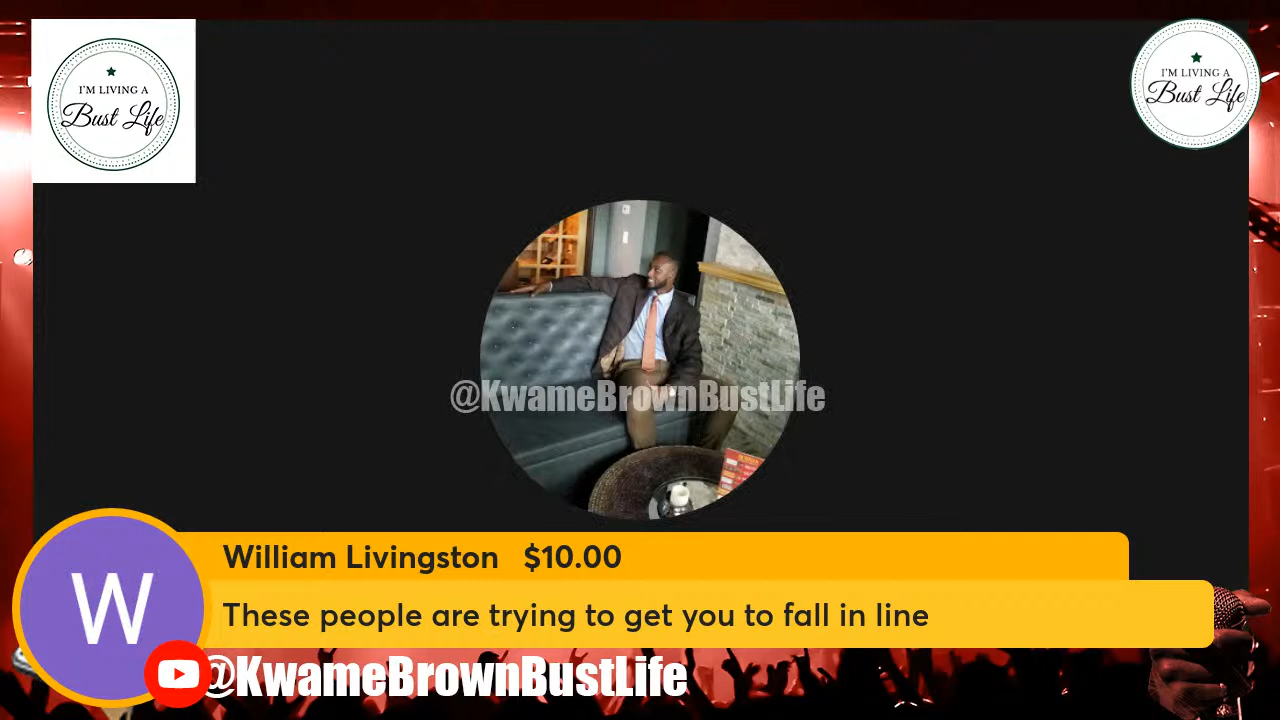 I'M LIVING A
Bust Life
I'M LIVING A
Bust Life
@KwameBrownBustLife
William Livingston $10.00
W
These people are trying to get you to fall in line
@KwameBrownBustLife